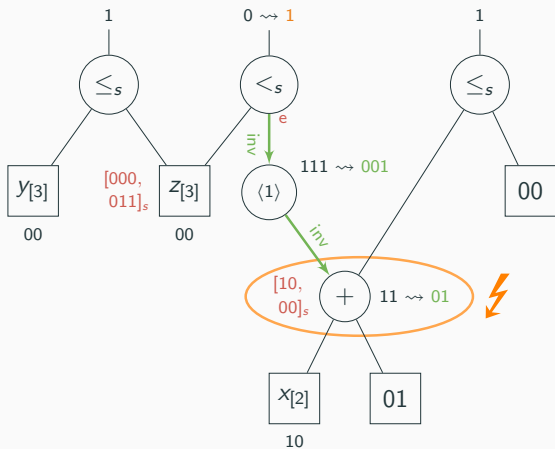 1
0 ⇝ 1
1
≤s
<s
≤s
e
inv
111 ⇝ 001
y[3]
[000,
011]s
z[3]
⟨1⟩
00
00
00
inv
[10,
00]s
+
11 ⇝ 01
x[2]
01
10